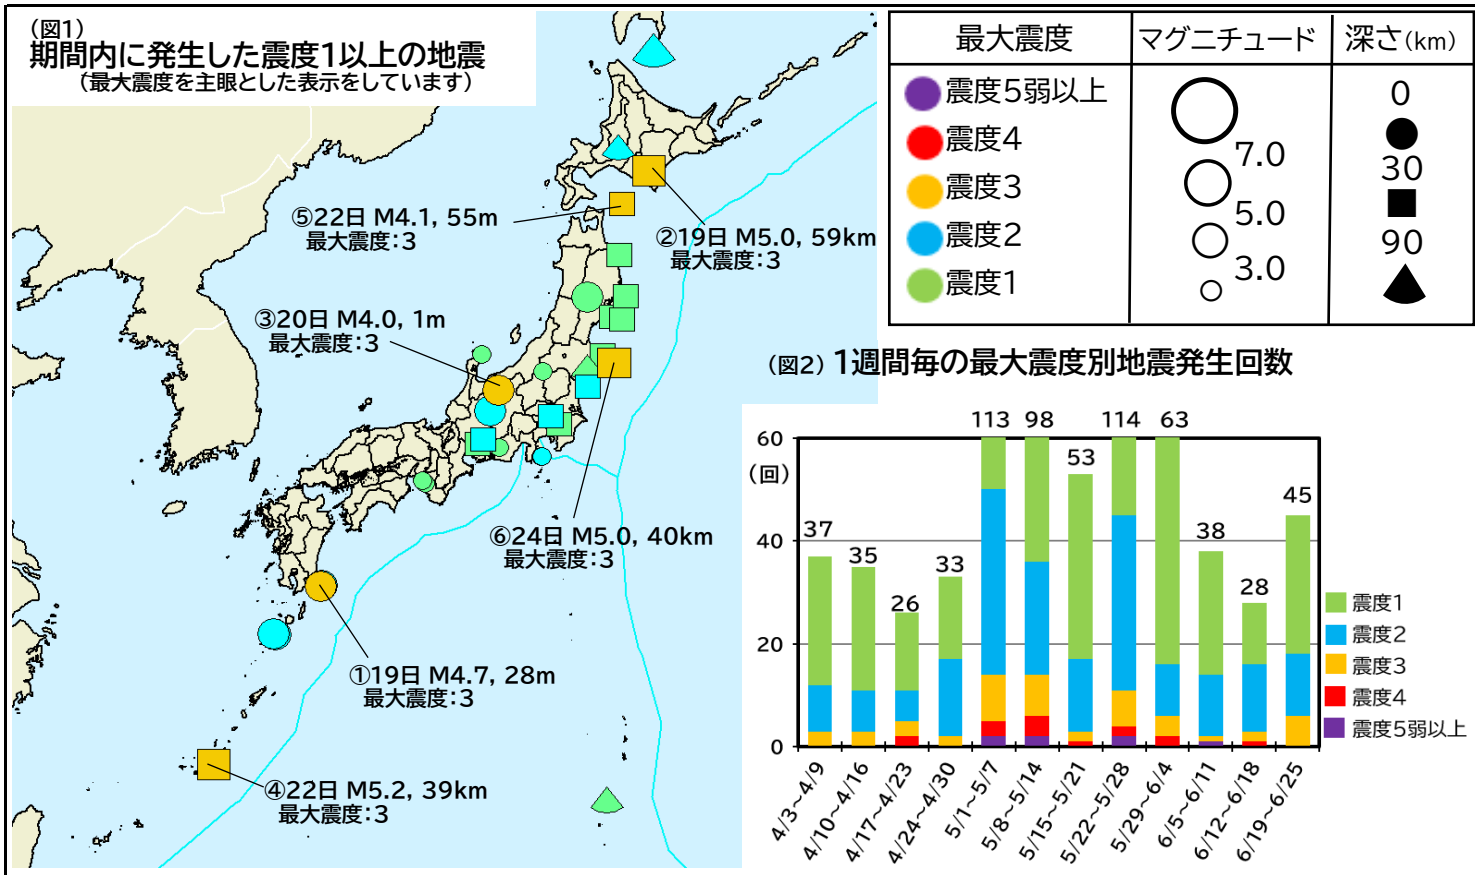 (図1)
期間内に発生した震度1以上の地震
(最大震度を主眼とした表示をしています)
⑤22日 M4.1, 55m
最大震度:3
②19日 M5.0, 59km
最大震度:3
③20日 M4.0, 1m
最大震度:3
⑥24日 M5.0, 40km
最大震度:3
①19日 M4.7, 28m
最大震度:3
④22日 M5.2, 39km
最大震度:3
最大震度
マグニチュード
深さ(km)
震度5弱以上
震度4
震度3
震度2
震度1
7.0
5.0
3.0
0
30
90
(図2) 1週間毎の最大震度別地震発生回数
60
(回)
40
20
0
37
35
26
33
113
98
53
114
63
38
28
45
4/3~4/9
4/10~4/16
4/17~4/23
4/24~4/30
5/1~5/7
5/8~5/14
5/15~5/21
5/22~5/28
5/29~6/4
6/5~6/11
6/12~6/18
6/19~6/25
震度1
震度2
震度3
震度4
震度5弱以上